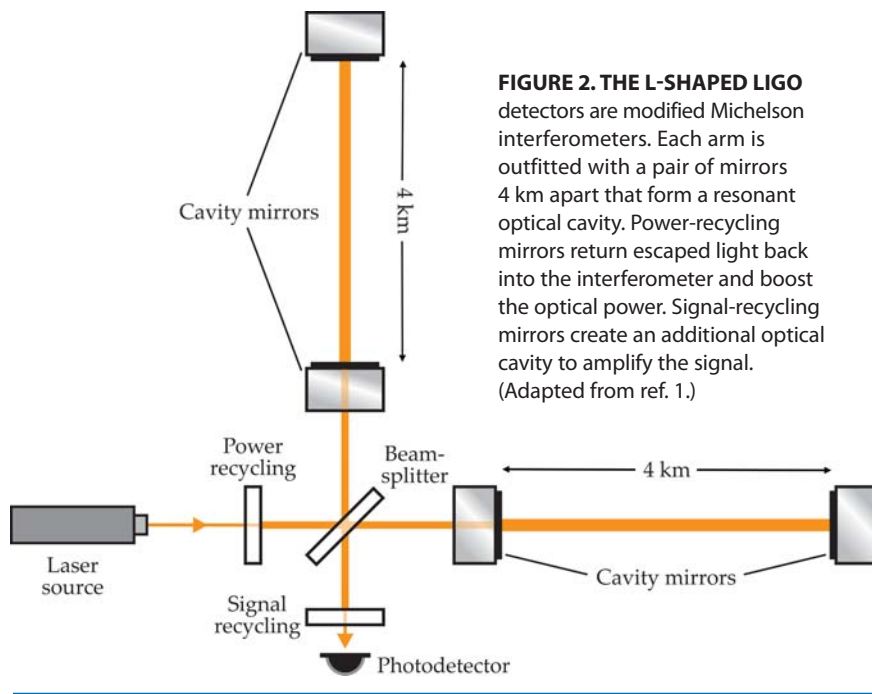 FIGURE 2. THE L-SHAPED LIGO
detectors are modified Michelson
interferometers. Each arm is
outfitted with a pair of mirrors
4 km apart that form a resonant
optical cavity. Power-recycling
mirrors return escaped light back
into the interferometer and boost
the optical power. Signal-recycling
mirrors create an additional optical
cavity to amplify the signal.
(Adapted from ref. 1.)
Cavity mirrors
4 km
Power
recycling
Beam-
splitter
4 km
Laser
source
Cavity mirrors
Signal
recycling
Photodetector